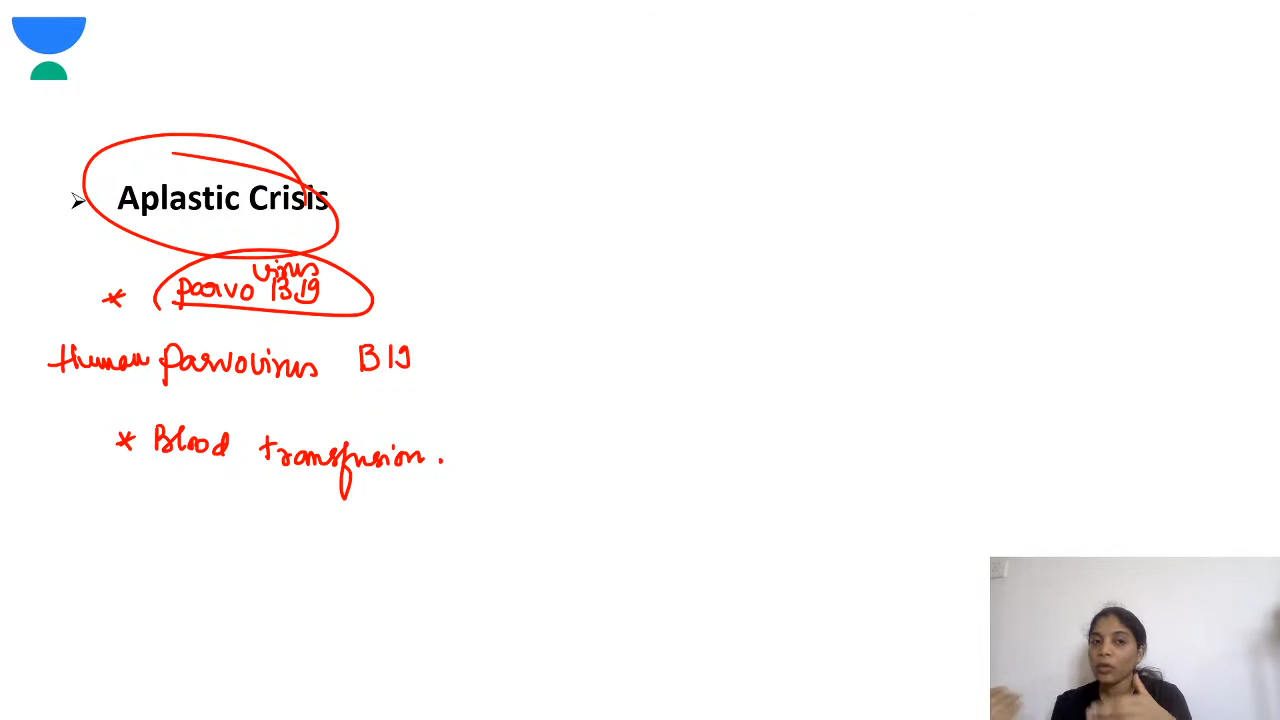 ➢ Aplastic Crisis
virus
* parvo B19
Human parvovirus B19
* Blood transfusion.